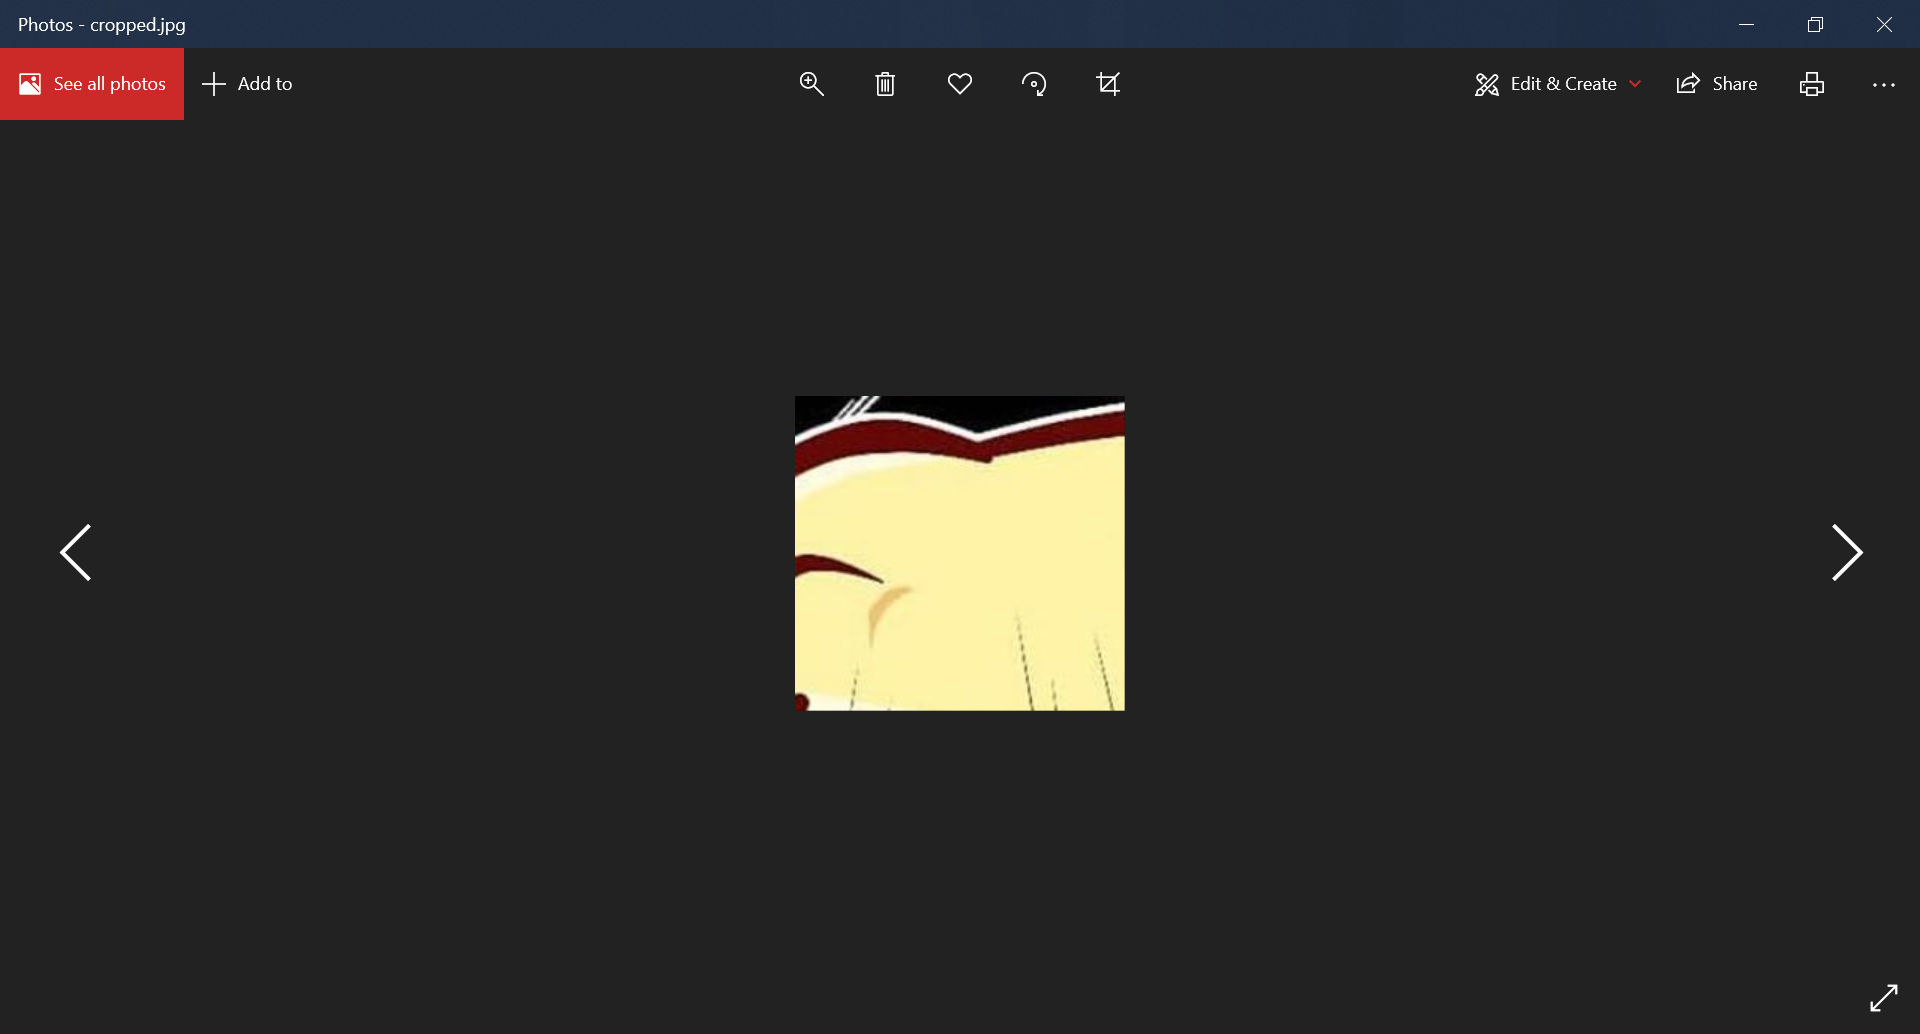 Photos - cropped.jpg
See all photos
Add to
Edit & Create
Share